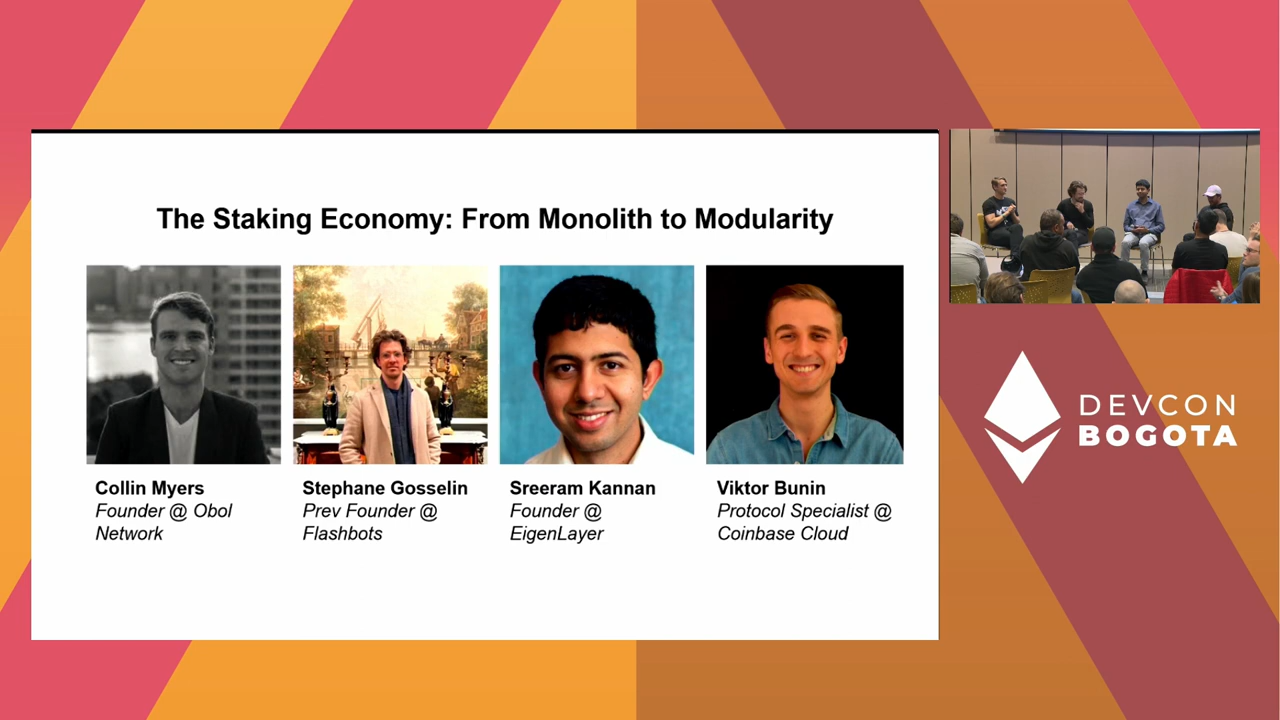 The Staking Economy: From Monolith to Modularity
Collin Myers
Founder @ Obol
Network
Stephane Gosselin
Prev Founder @
Flashbots
Sreeram Kannan
Founder @
EigenLayer
Viktor Bunin
Protocol Specialist @
Coinbase Cloud
DEVCON
BOGOTA